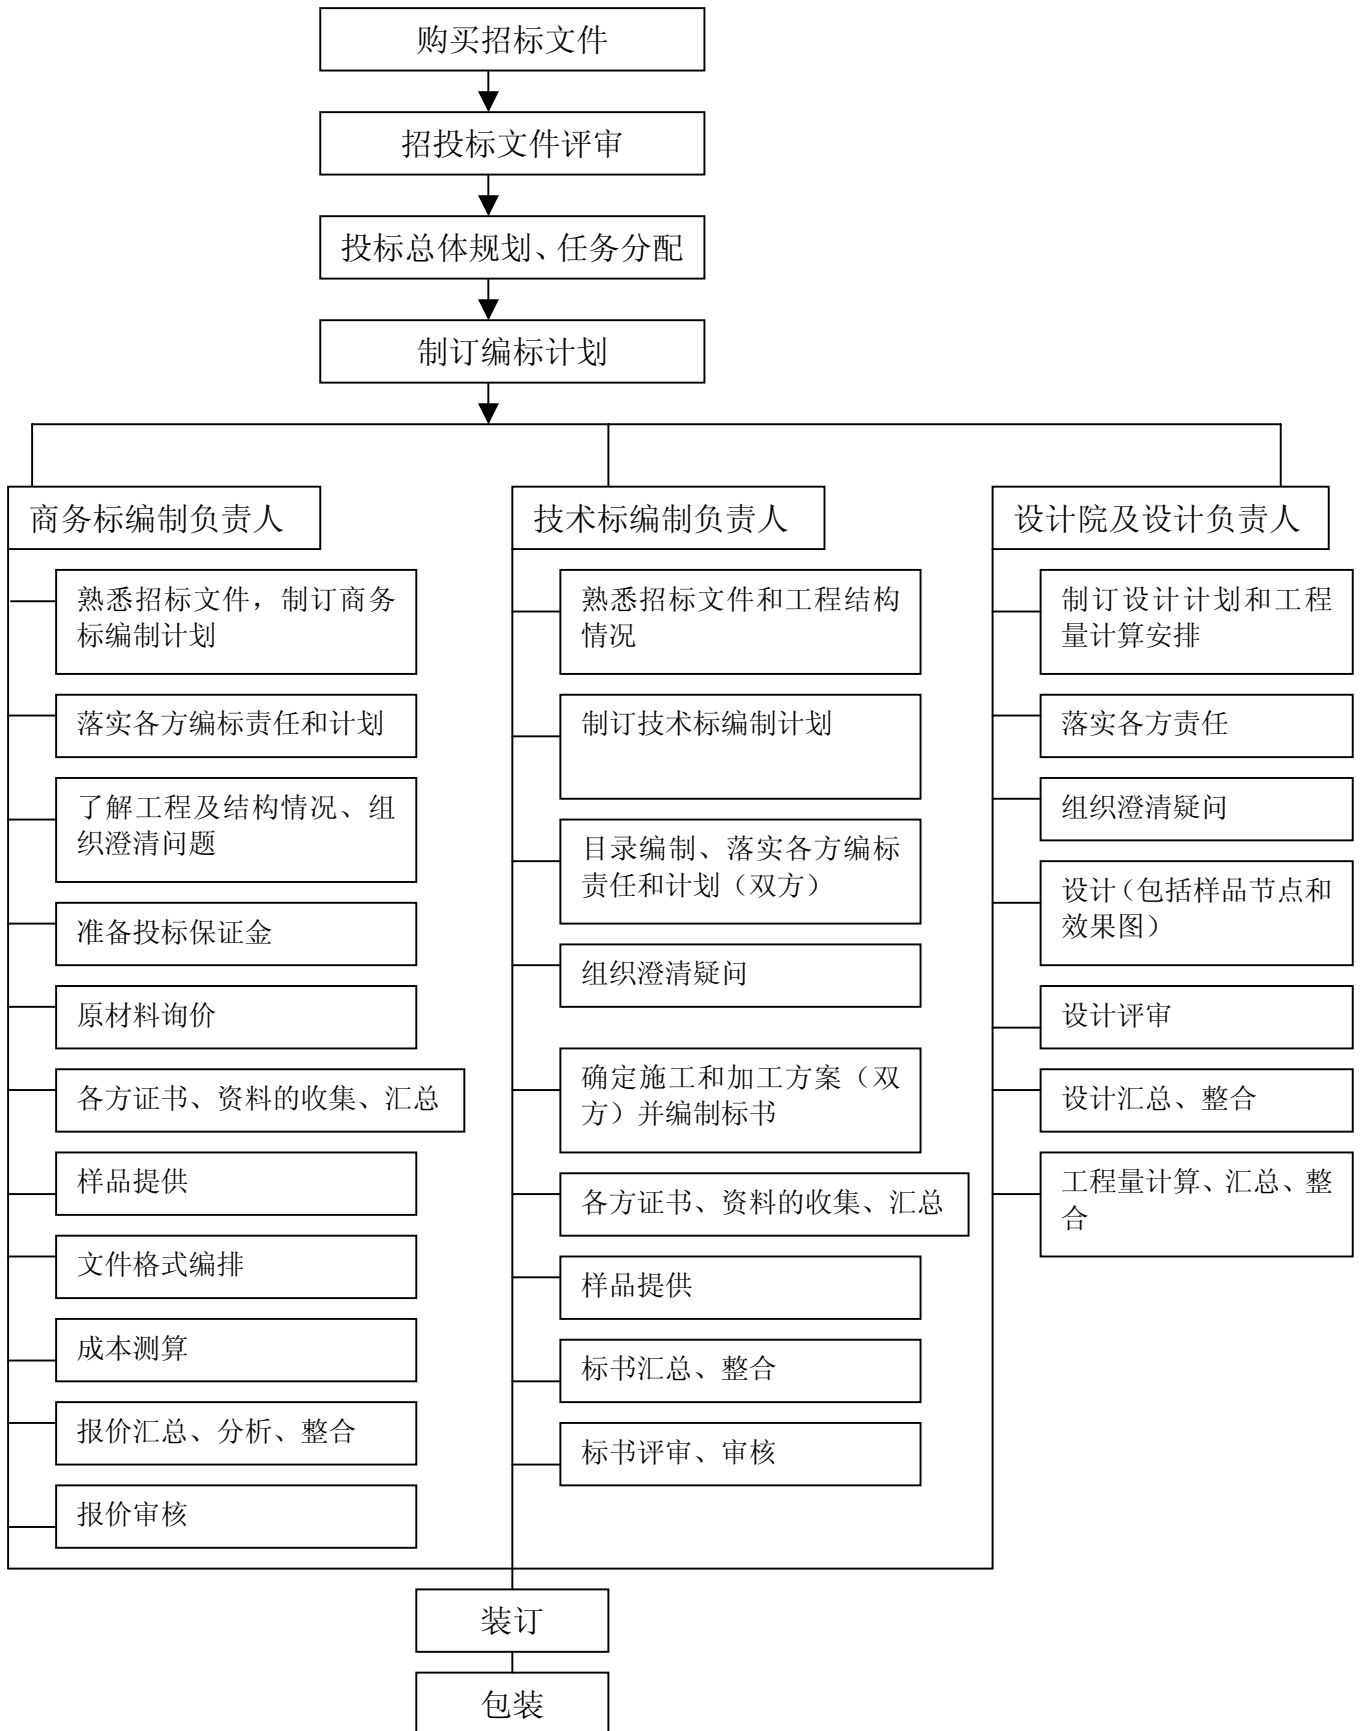 购买招标文件
招投标文件评审
投标总体规划、任务分配
制订编标计划
商务标编制负责人
熟悉招标文件，制订商务
标编制计划
落实各方编标责任和计划
了解工程及结构情况、组
织澄清问题
准备投标保证金
原材料询价
各方证书、资料的收集、汇总
样品提供
文件格式编排
成本测算
报价汇总、分析、整合
报价审核
技术标编制负责人
熟悉招标文件和工程结构
情况
制订技术标编制计划
目录编制、落实各方编标
责任和计划（双方）
组织澄清疑问
确定施工和加工方案（双
方）并编制标书
各方证书、资料的收集、汇总
样品提供
标书汇总、整合
标书评审、审核
设计院及设计负责人
制订设计计划和工程
量计算安排
落实各方责任
组织澄清疑问
设计（包括样品节点和
效果图）
设计评审
设计汇总、整合
工程量计算、汇总、整
合
装订
包装